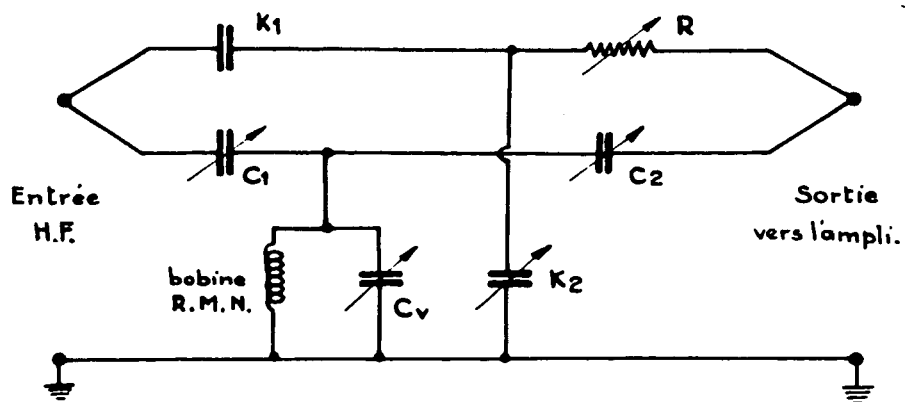 K1
R
C1
C2
Entrée
H.F.
Sortie
vers l'ampli.
bobine
R.M.N.
Cv
K2